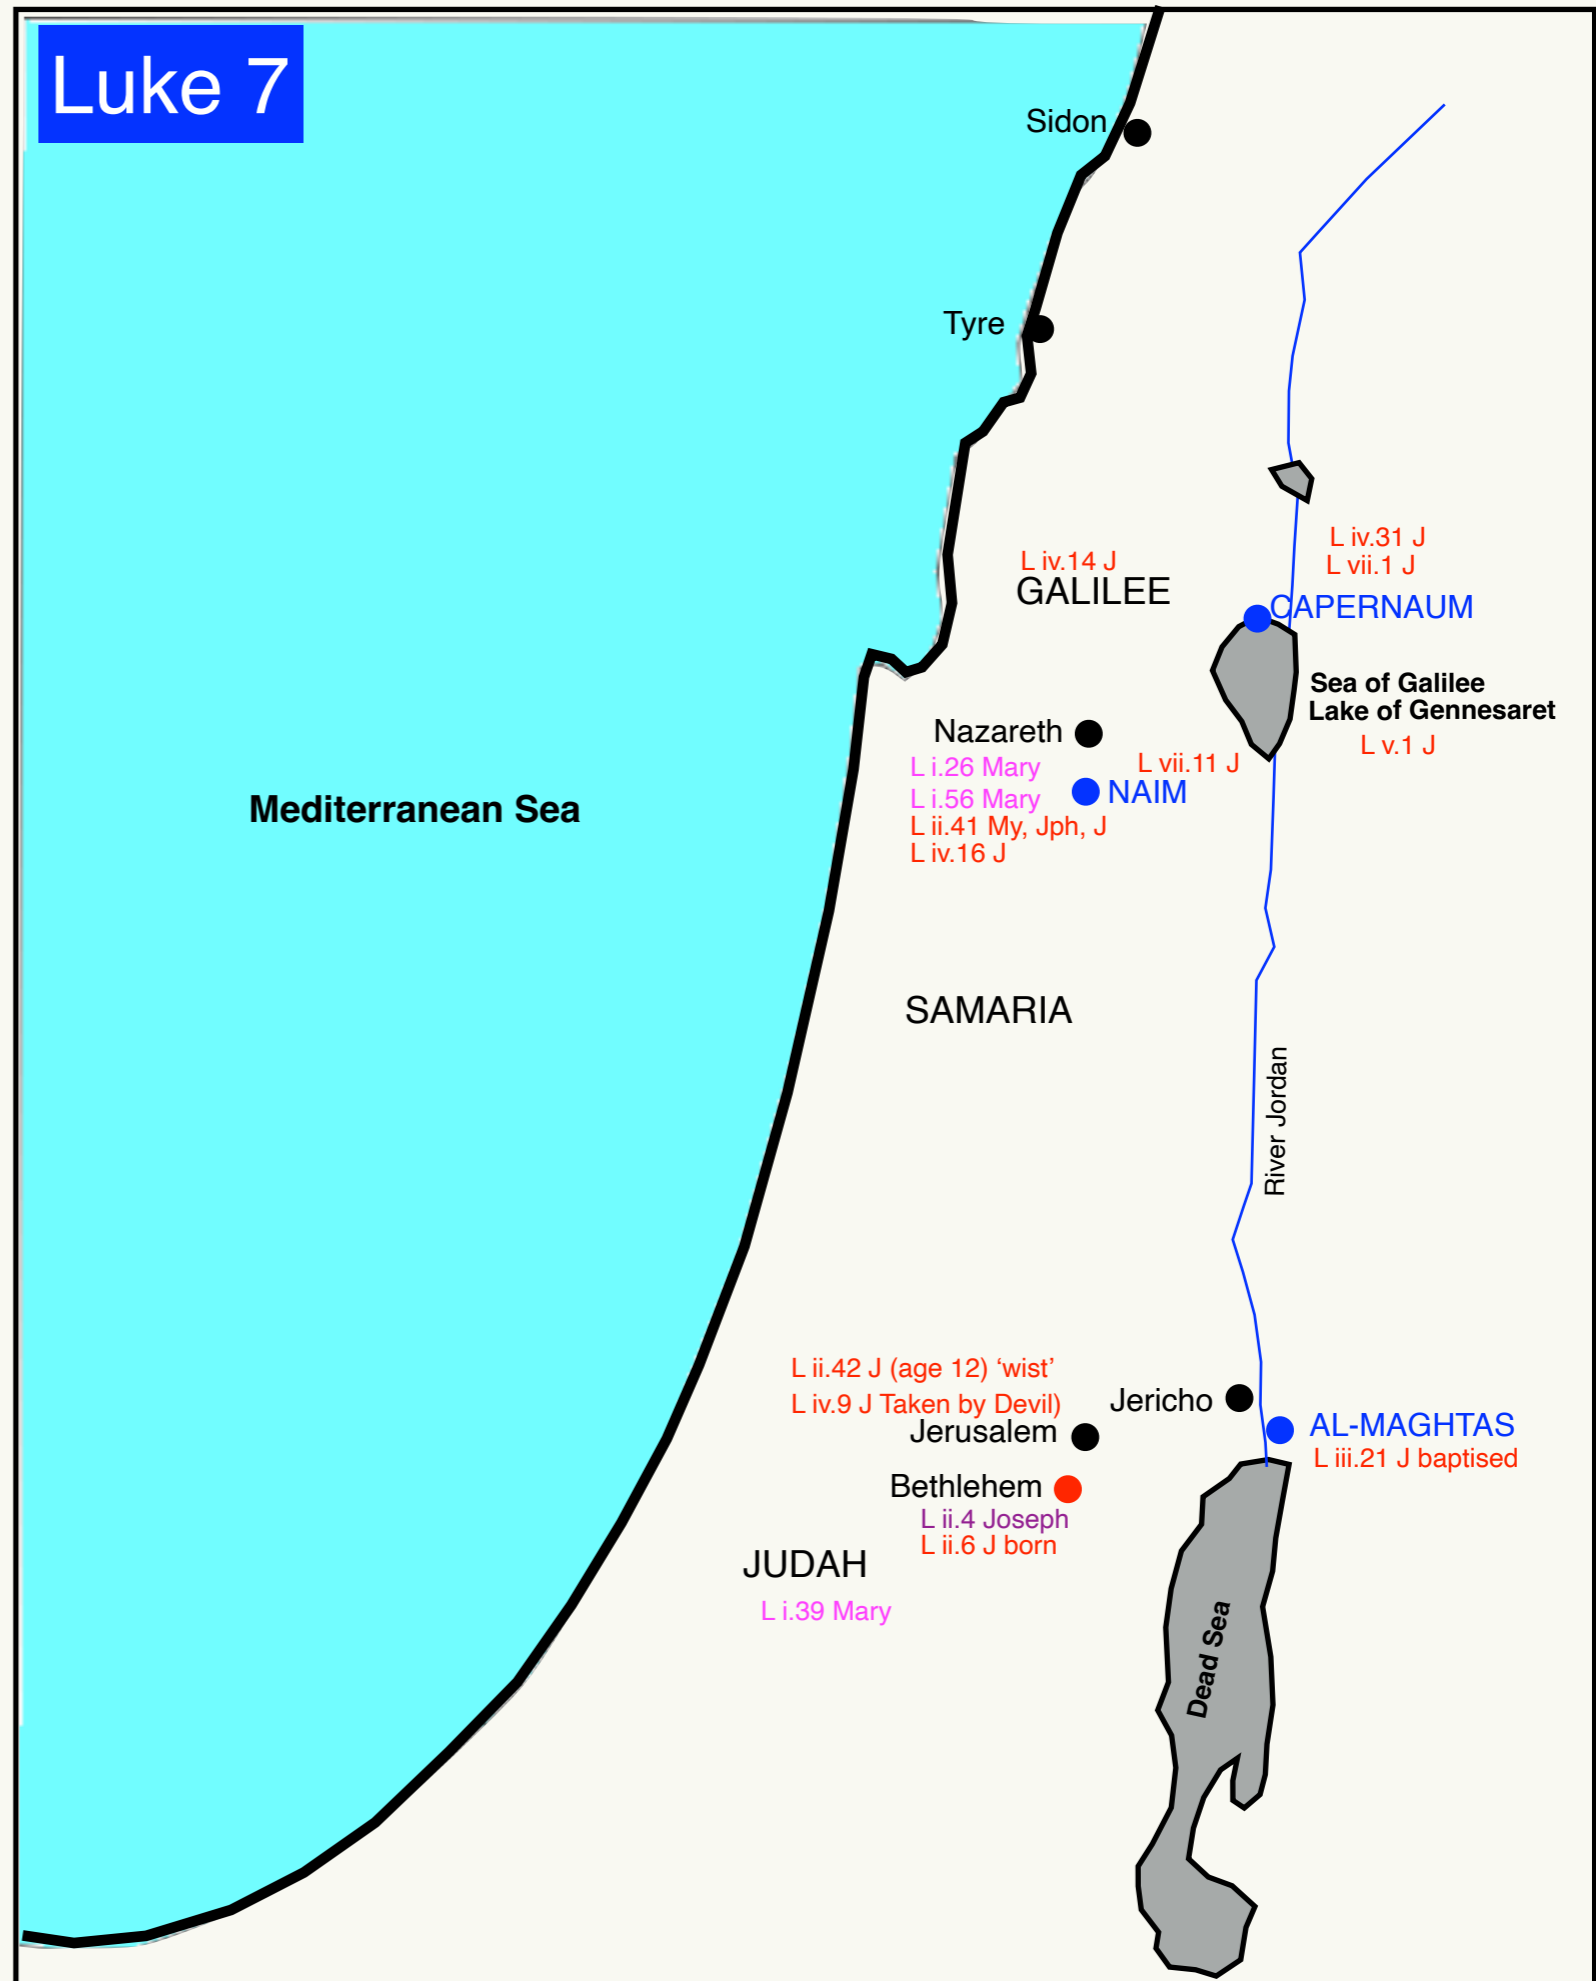 Luke 7
Sidon
Tyre
L iv.14 J
GALILEE
L iv.31 J
L vii.1 J
CAPERNAUM
Sea of Galilee
Lake of Gennesaret
L v.1 J
Nazareth
L i.26 Mary
L i.56 Mary
L ii.41 My, Jph, J
L iv.16 J
L vii.11 J
NAIM
Mediterranean Sea
SAMARIA
River Jordan
L ii.42 J (age 12) ‘wist’
L iv.9 J Taken by Devil)
Jerusalem
Jericho
AL-MAGHTAS
L iii.21 J baptised
Bethlehem
L ii.4 Joseph
L ii.6 J born
JUDAH
L i.39 Mary
Dead Sea